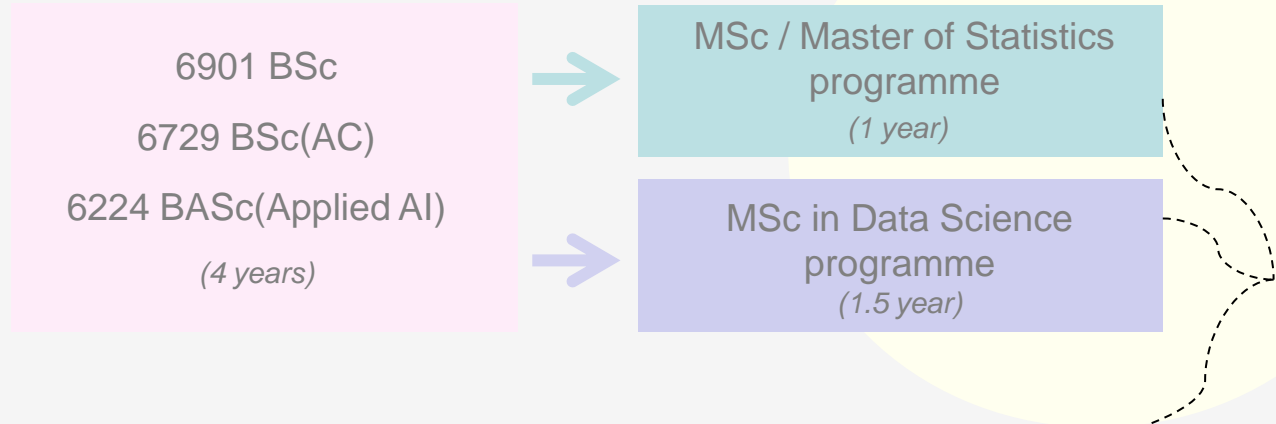 6901 BSc
6729 BSc(AC)
6224 BASc(Applied AI)
(4 years)
MSc / Master of Statistics
programme
(1 year)
MSc in Data Science
programme
(1.5 year)